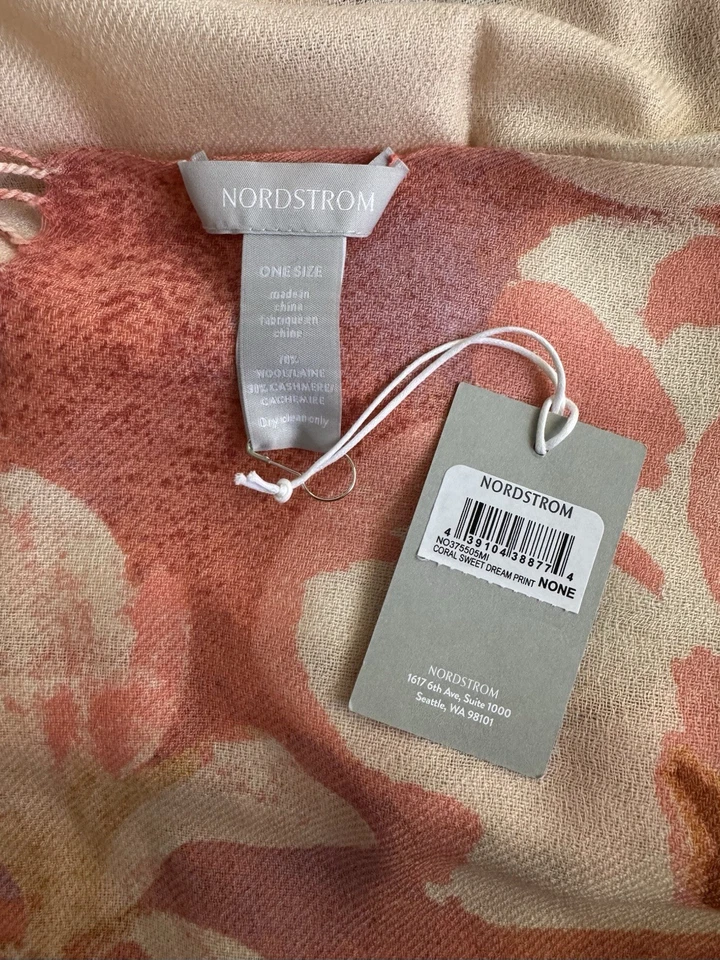 NORDSTROM
ONE SIZE
made in
china
fabriqué en
chine
70%
WOOL/LAINE
30% CASHMERE/
CACHEMIRE
Dry clean only
NORDSTROM
4 39104 38877 4
NO375505MI
CORAL SWEET DREAM PRINT NONE
NORDSTROM
1617 6th Ave, Suite 1000
Seattle, WA 98101